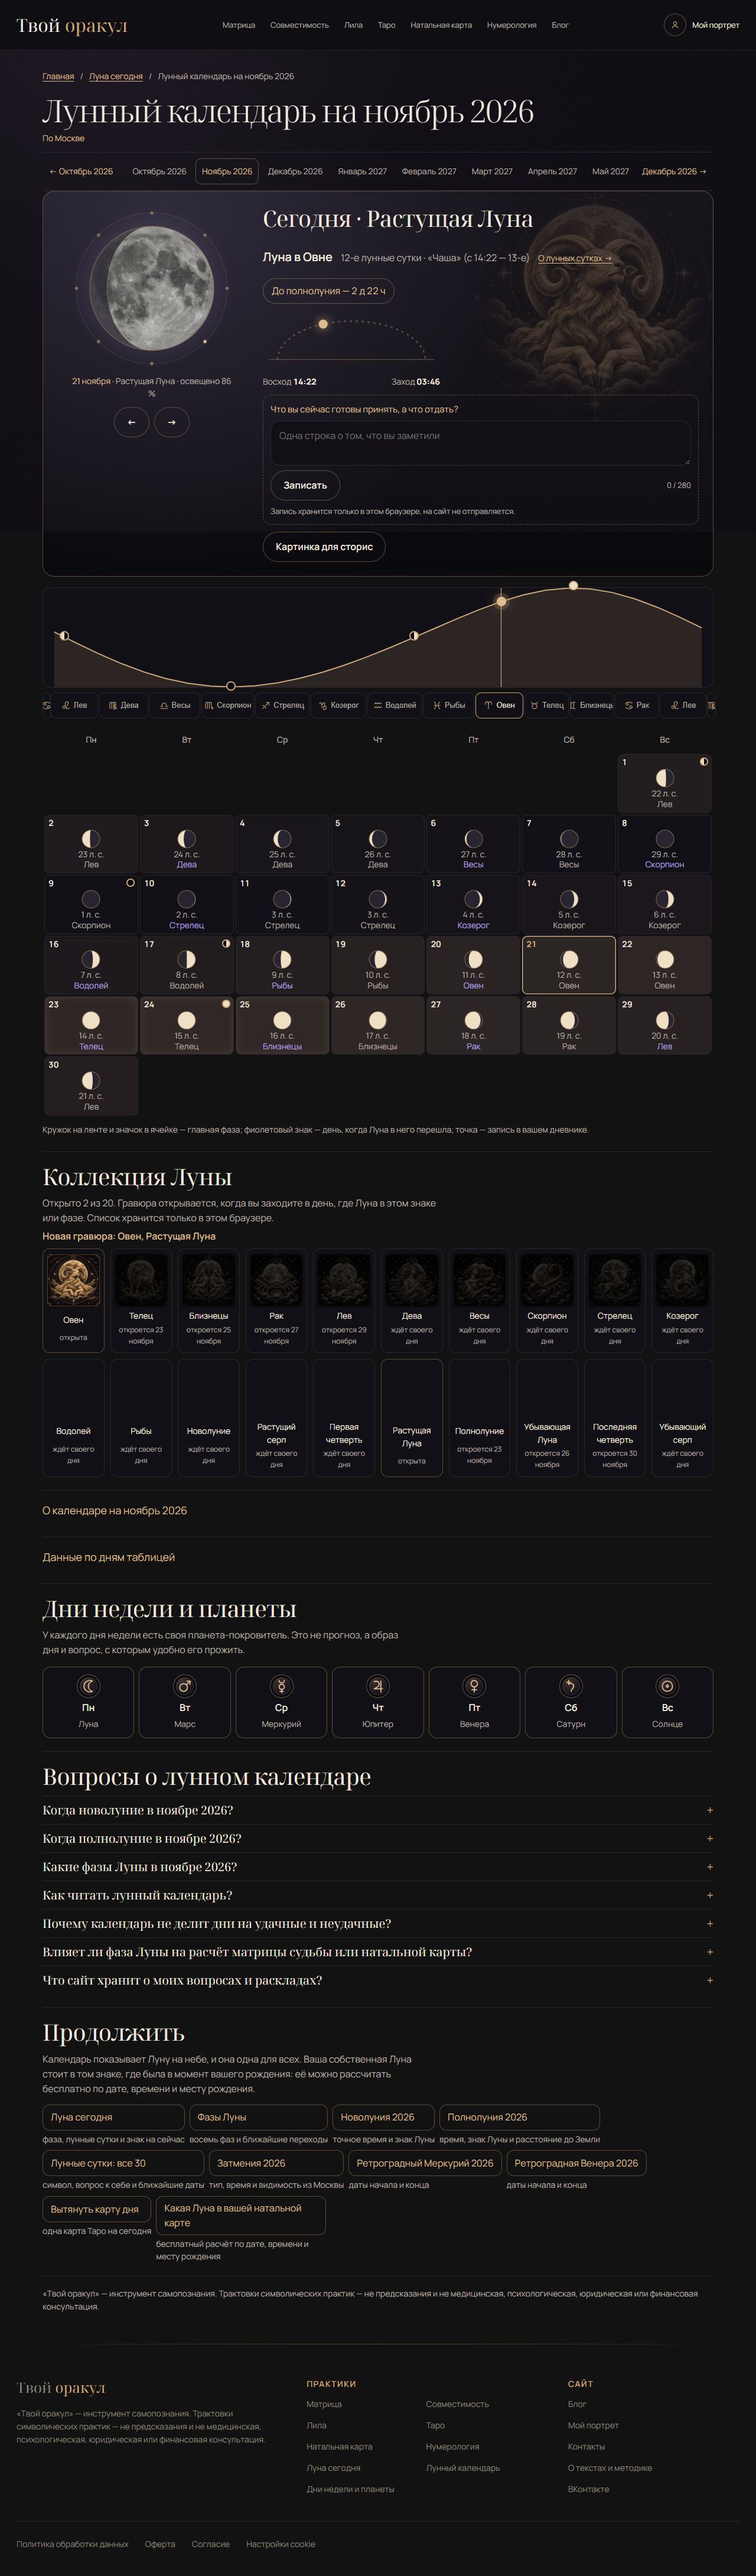 Твой оракул
Матрица Совместимость Лила Таро Натальная карта Нумерология Блог
Мой портрет
Главная / Луна сегодня / Лунный календарь на ноябрь 2026
Лунный календарь на ноябрь 2026
По Москве
← Октябрь 2026 Октябрь 2026 Ноябрь 2026 Декабрь 2026 Январь 2027 Февраль 2027 Март 2027 Апрель 2027 Май 2027 Декабрь 2026 →
Сегодня · Растущая Луна
Луна в Овне 12-е лунные сутки · «Чаша» (с 14:22 — 13-е) О лунных сутках →
До полнолуния — 2 д 22 ч
Восход 14:22 Заход 03:46
21 ноября · Растущая Луна · освещено 86
%
← →
Что вы сейчас готовы принять, а что отдать?
Одна строка о том, что вы заметили
Записать 0 / 280
Запись хранится только в этом браузере, на сайт не отправляется.
Картинка для сторис
♋ ♌ Лев ♍ Дева ♎ Весы ♏ Скорпион ♐ Стрелец ♑ Козерог ♒ Водолей ♓ Рыбы ♈ Овен ♉ Телец ♊ Близнецы ♋ Рак ♌ Лев ♍
Пн Вт Ср Чт Пт Сб Вс
1
22 л. с.
Лев
2 3 4 5 6 7 8
23 л. с. 24 л. с. 25 л. с. 26 л. с. 27 л. с. 28 л. с. 29 л. с.
Лев Дева Дева Дева Весы Весы Скорпион
9 10 11 12 13 14 15
1 л. с. 2 л. с. 3 л. с. 3 л. с. 4 л. с. 5 л. с. 6 л. с.
Скорпион Стрелец Стрелец Стрелец Козерог Козерог Козерог
16 17 18 19 20 21 22
7 л. с. 8 л. с. 9 л. с. 10 л. с. 11 л. с. 12 л. с. 13 л. с.
Водолей Водолей Рыбы Рыбы Овен Овен Овен
23 24 25 26 27 28 29
14 л. с. 15 л. с. 16 л. с. 17 л. с. 18 л. с. 19 л. с. 20 л. с.
Телец Телец Близнецы Близнецы Рак Рак Лев
30
21 л. с.
Лев
Кружок на ленте и значок в ячейке — главная фаза; фиолетовый знак — день, когда Луна в него перешла; точка — запись в вашем дневнике.
Коллекция Луны
Открыто 2 из 20. Гравюра открывается, когда вы заходите в день, где Луна в этом знаке
или фазе. Список хранится только в этом браузере.
Новая гравюра: Овен, Растущая Луна
Овен Телец Близнецы Рак Лев Дева Весы Скорпион Стрелец Козерог
открыта откроется 23 откроется 25 откроется 27 откроется 29 ждёт своего ждёт своего ждёт своего ждёт своего ждёт своего
ноября ноября ноября ноября дня дня дня дня дня
Водолей Рыбы Новолуние Растущий Первая Растущая Полнолуние Убывающая Последняя Убывающий
серп четверть Луна Луна четверть серп
ждёт своего ждёт своего ждёт своего ждёт своего ждёт своего открыта откроется 23 откроется 26 откроется 30 ждёт своего
дня дня дня дня дня ноября ноября ноября дня
О календаре на ноябрь 2026
Данные по дням таблицей
Дни недели и планеты
У каждого дня недели есть своя планета-покровитель. Это не прогноз, а образ
дня и вопрос, с которым удобно его прожить.
Пн Вт Ср Чт Пт Сб Вс
Луна Марс Меркурий Юпитер Венера Сатурн Солнце
Вопросы о лунном календаре
Когда новолуние в ноябре 2026? +
Когда полнолуние в ноябре 2026? +
Какие фазы Луны в ноябре 2026? +
Как читать лунный календарь? +
Почему календарь не делит дни на удачные и неудачные? +
Влияет ли фаза Луны на расчёт матрицы судьбы или натальной карты? +
Что сайт хранит о моих вопросах и раскладах? +
Продолжить
Календарь показывает Луну на небе, и она одна для всех. Ваша собственная Луна
стоит в том знаке, где была в момент вашего рождения: её можно рассчитать
бесплатно по дате, времени и месту рождения.
Луна сегодня Фазы Луны Новолуния 2026 Полнолуния 2026
фаза, лунные сутки и знак на сейчас восемь фаз и ближайшие переходы точное время и знак Луны время, знак Луны и расстояние до Земли
Лунные сутки: все 30 Затмения 2026 Ретроградный Меркурий 2026 Ретроградная Венера 2026
символ, вопрос к себе и ближайшие даты тип, время и видимость из Москвы даты начала и конца даты начала и конца
Вытянуть карту дня Какая Луна в вашей натальной
карте
одна карта Таро на сегодня бесплатный расчёт по дате, времени и
месту рождения
«Твой оракул» — инструмент самопознания. Трактовки символических практик — не предсказания и не медицинская, психологическая, юридическая или финансовая
консультация.
Твой оракул
«Твой оракул» — инструмент самопознания. Трактовки
символических практик — не предсказания и не медицинская,
психологическая, юридическая или финансовая консультация.
ПРАКТИКИ САЙТ
Матрица Совместимость Блог
Лила Таро Мой портрет
Натальная карта Нумерология Контакты
Луна сегодня Лунный календарь О текстах и методике
Дни недели и планеты ВКонтакте
Политика обработки данных Оферта Согласие Настройки cookie